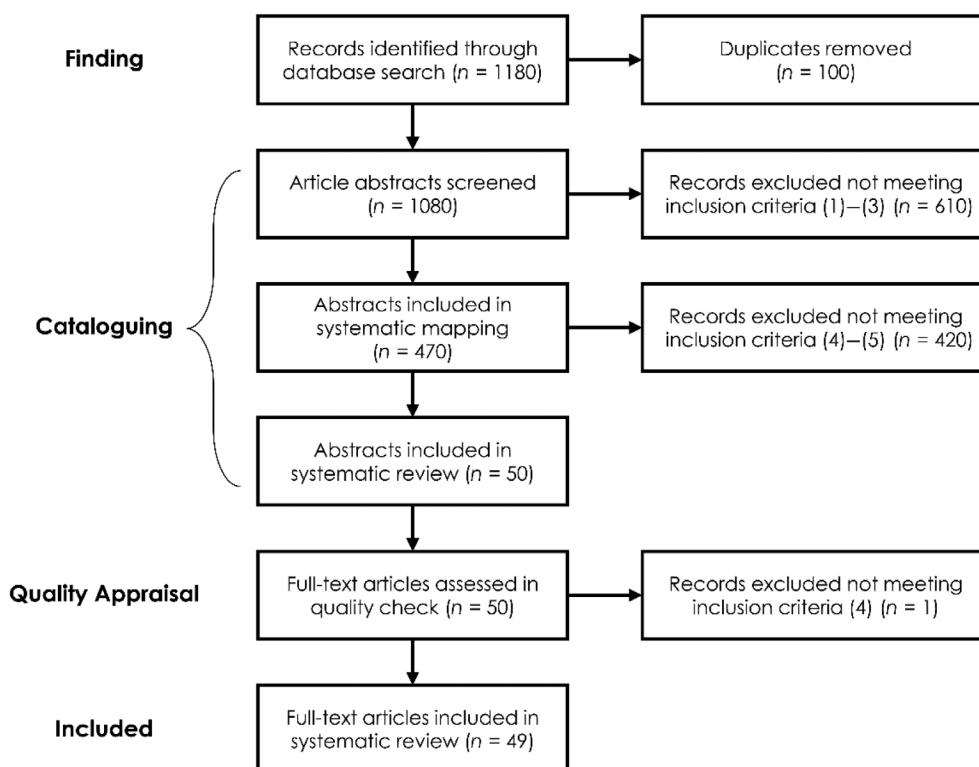 Finding
Records identified through
database search (n = 1180)
Duplicates removed
(n = 100)
Article abstracts screened
(n = 1080)
Records excluded not meeting
inclusion criteria (1)–(3) (n = 610)
Cataloguing
Abstracts included in
systematic mapping
(n = 470)
Records excluded not meeting
inclusion criteria (4)–(5) (n = 420)
Abstracts included in
systematic review (n = 50)
Quality Appraisal
Full-text articles assessed in
quality check (n = 50)
Records excluded not meeting
inclusion criteria (4) (n = 1)
Included
Full-text articles included in
systematic review (n = 49)